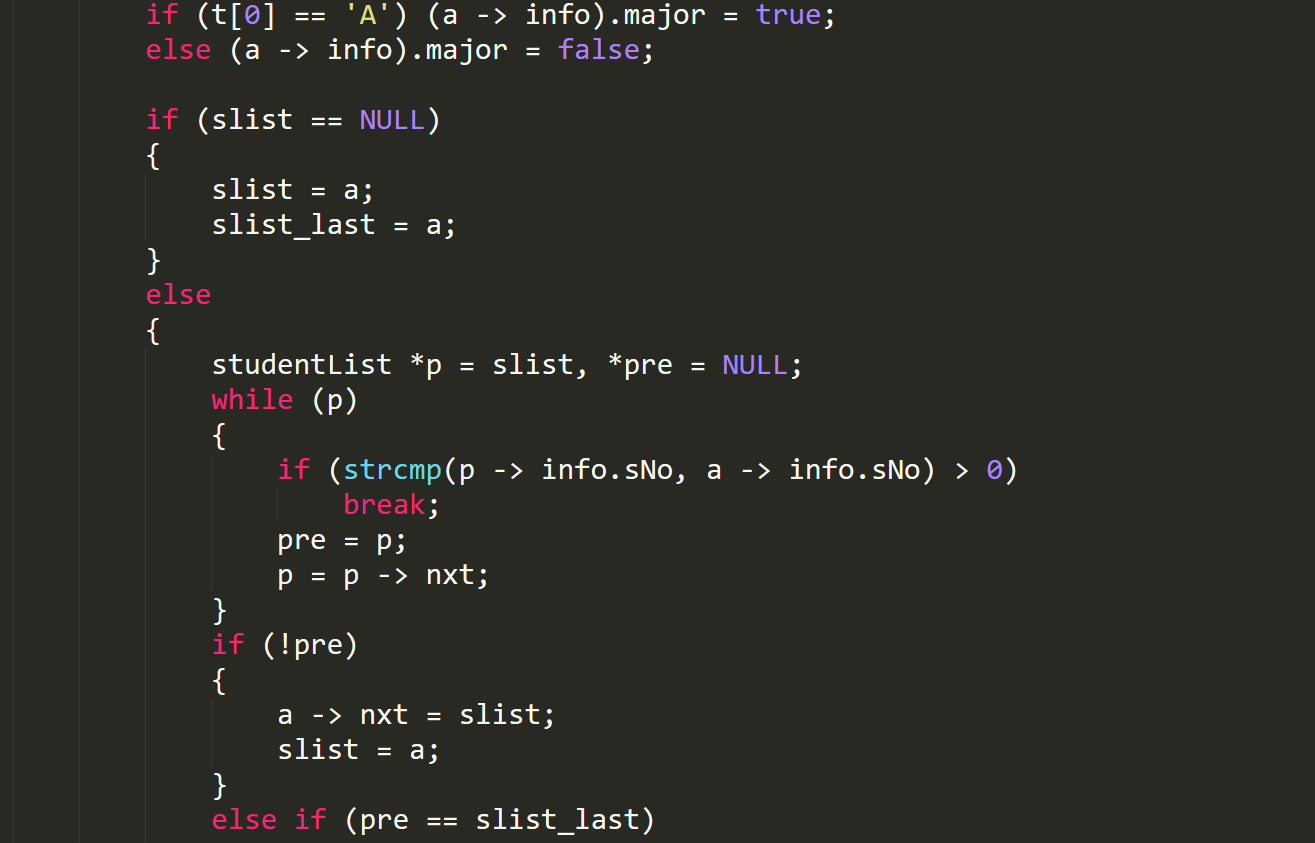 if (t[0] == 'A') (a -> info).major = true;
else (a -> info).major = false;
if (slist == NULL)
{
slist = a;
slist_last = a;
}
else
{
studentList *p = slist, *pre = NULL;
while (p)
{
if (strcmp(p -> info.sNo, a -> info.sNo) > 0)
break;
pre = p;
p = p -> nxt;
}
if (!pre)
{
a -> nxt = slist;
slist = a;
}
else if (pre == slist_last)